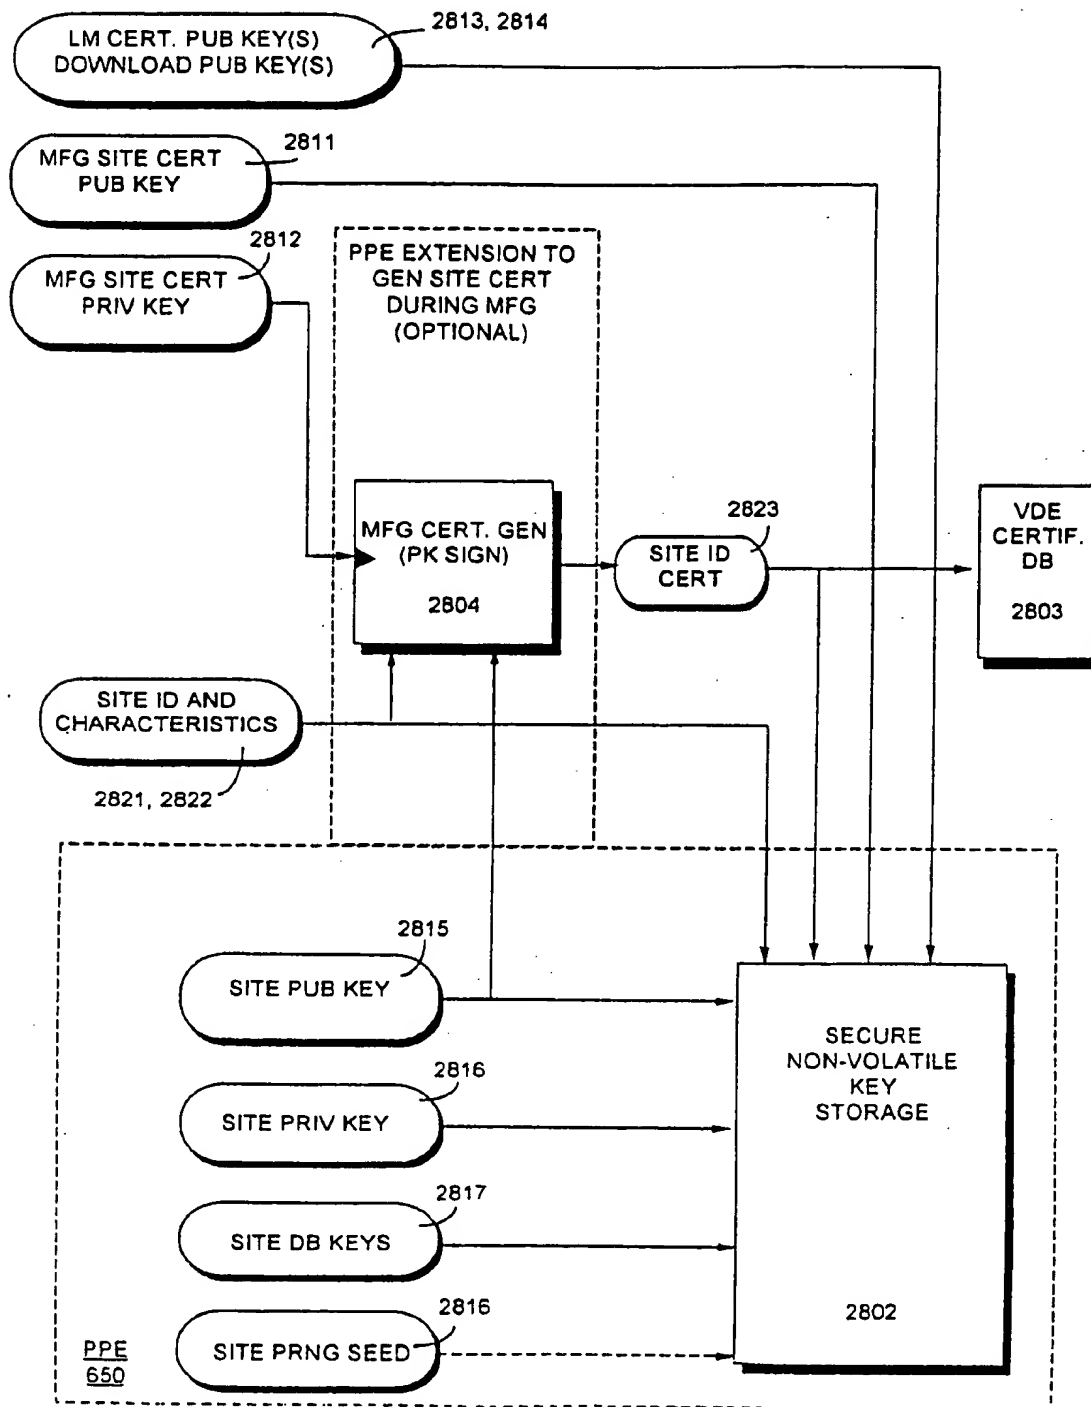 2813, 2814
LM CERT. PUB KEY(S)
DOWNLOAD PUB KEY(S)
2811
MFG SITE CERT
PUB KEY
2812
MFG SITE CERT
PRIV KEY
PPE EXTENSION TO
GEN SITE CERT
DURING MFG
(OPTIONAL)
MFG CERT. GEN
(PK SIGN)
2804
2823
SITE ID
CERT
VDE
CERTIF.
DB
2803
SITE ID AND
CHARACTERISTICS
2821, 2822
2815
SITE PUB KEY
2816
SITE PRIV KEY
2817
SITE DB KEYS
2816
SITE PRNG SEED
SECURE
NON-VOLATILE
KEY
STORAGE
2802
PPE
650